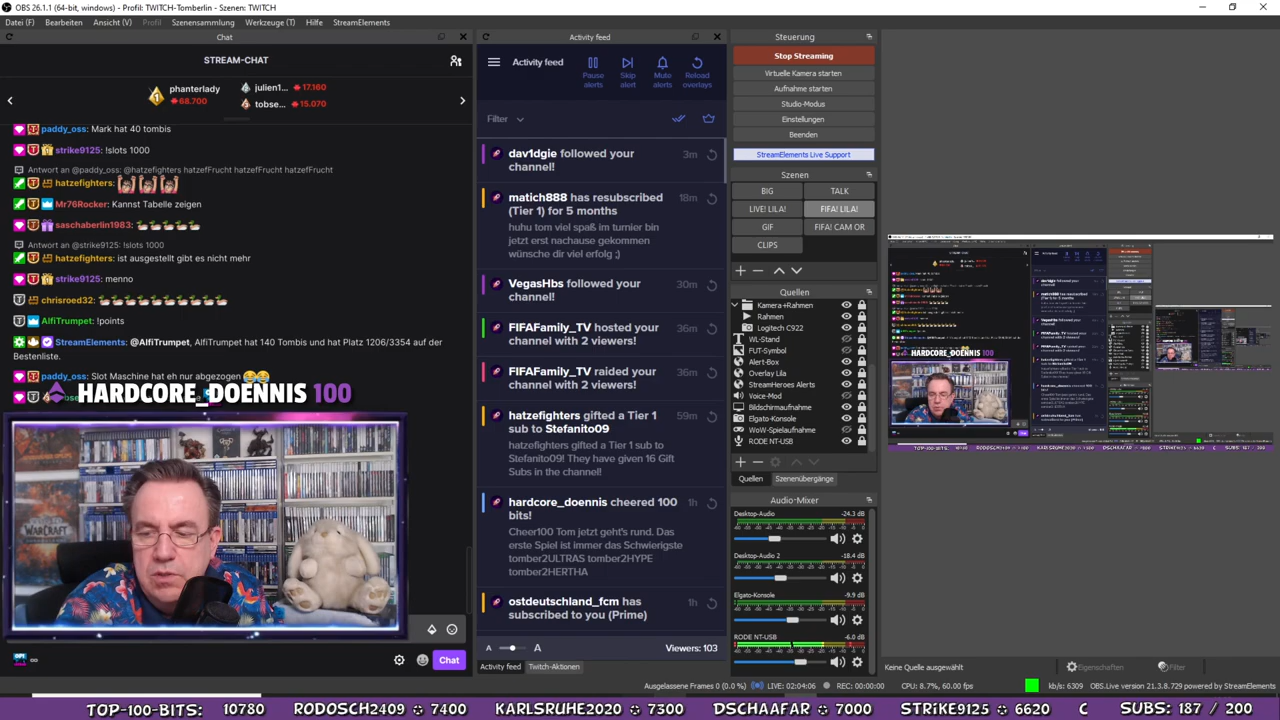 OBS 26.1.1 (64-bit, windows) - Profil: TWITCH-Tomberlin - Szenen: TWITCH
Datei (F) Bearbeiten Ansicht (V) Profil Szenensammlung Werkzeuge (T) Hilfe StreamElements
Chat
STREAM-CHAT
1 phanterlady 68.700
julien1... 17.160
tobse... 15.070
paddy_oss: Mark hat 40 tombis
strike9125: !slots 1000
Antwort an @paddy_oss: @hatzefighters hatzefFrucht hatzefFrucht hatzefFrucht
hatzefighters:
Mr76Rocker: Kannst Tabelle zeigen
saschaberlin1983:
Antwort an @strike9125: !slots 1000
hatzefighters: ist ausgestellt gibt es nicht mehr
strike9125: menno
chrisroed32:
AlfiTrumpet: !points
StreamElements: @AlfiTrumpet, AlfiTrumpet hat 140 Tombis und hat Platz 1206/3354 auf der
Bestenliste.
paddy_oss: Slot Maschine hat eh nur abgezogen
HARDCORE_DOENNIS 100
Chat
Activity feed
Activity feed
Pause alerts
Skip alert
Mute alerts
Reload overlays
Filter
dav1dgie followed your
channel!
3m
matich888 has resubscribed
(Tier 1) for 5 months
18m
huhu tom viel spaß im turnier bin
jetzt erst nachause gekommen
wünsche dir viel erfolg ;)
VegasHbs followed your
channel!
30m
FIFAFamily_TV hosted your
channel with 2 viewers!
36m
FIFAFamily_TV raided your
channel with 2 viewers!
36m
hatzefighters gifted a Tier 1
sub to Stefanito09
59m
hatzefighters gifted a Tier 1 sub to
Stefanito09! They have given 16 Gift
Subs in the channel!
hardcore_doennis cheered 100
bits!
1h
Cheer100 Tom jetzt geht's rund. Das
erste Spiel ist immer das Schwierigste
tomber2ULTRAS tomber2HYPE
tomber2HERTHA
ostdeutschland_fcm has
subscribed to you (Prime)
1h
A A Viewers: 103
Activity feed Twitch-Aktionen
Steuerung
Stop Streaming
Virtuelle Kamera starten
Aufnahme starten
Studio-Modus
Einstellungen
Beenden
StreamElements Live Support
Szenen
BIG TALK
LIVE! LILA! FIFA! LILA!
GIF FIFA! CAM OR
CLIPS
Quellen
Kamera +Rahmen
Rahmen
Logitech C922
WL-Stand
FUT-Symbol
Alert-Box
Overlay Lila
StreamHeroes Alerts
Voice-Mod
Bildschirmaufnahme
Elgato-Konsole
WoW-Spielaufnahme
RODE NT-USB
Quellen Szenenübergänge
Audio-Mixer
Desktop-Audio -24.3 dB
Desktop-Audio 2 -18.4 dB
Elgato-Konsole -9.9 dB
RODE NT-USB -6.0 dB
HARDCORE_DOENNIS 100
Keine Quelle ausgewählt Eigenschaften Filter
Ausgelassene Frames 0 (0.0 %) LIVE: 02:04:06 REC: 00:00:00 CPU: 8.7%, 60.00 fps kb/s: 6309 OBS.Live version 21.3.8.729 powered by StreamElements
TOP-100-BITS: 10780 RODOSCH2409 7400 KARLSRUHE2020 7300 DSCHAAFAR 7000 STRIKE9125 6620 C SUBS: 187 / 200